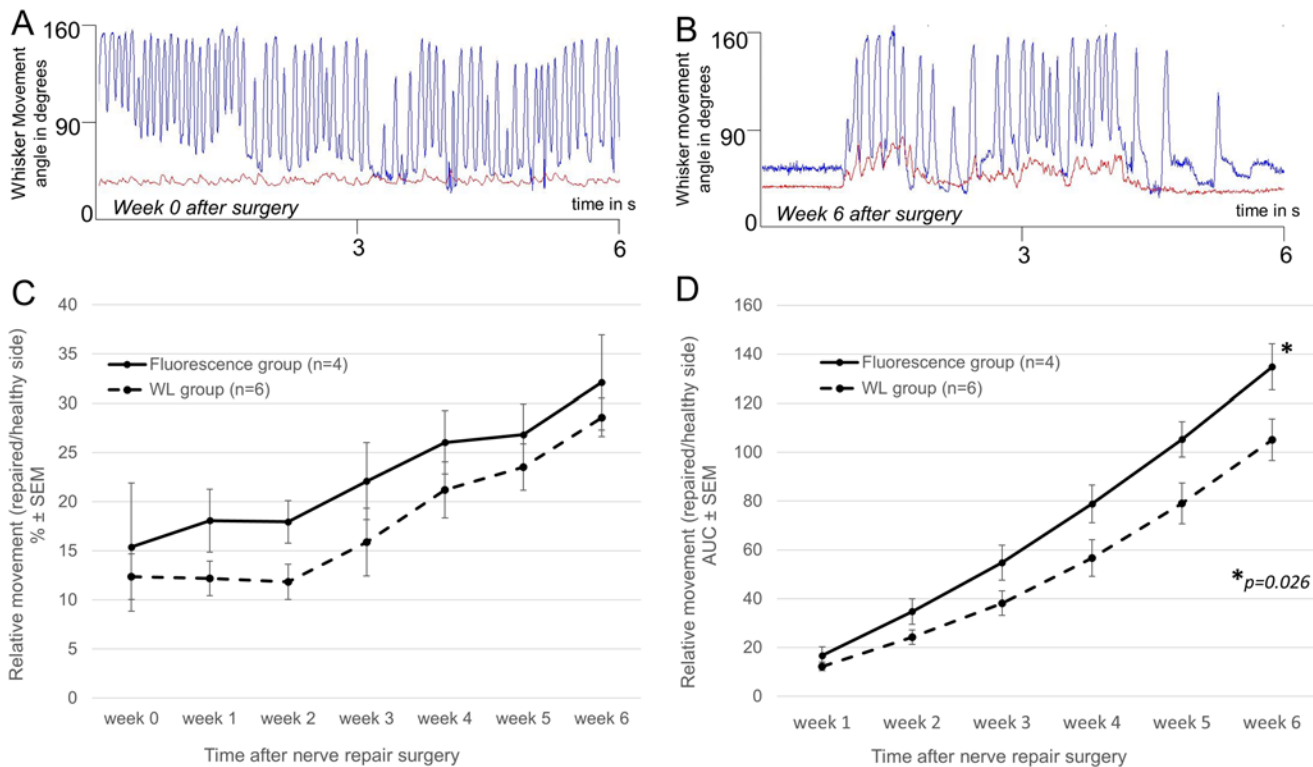 A
160
90
0
Whisker Movement
angle in degrees
Week 0 after surgery
time in s
3
6
B
160
90
0
Whisker movement
angle in degrees
Week 6 after surgery
time in s
3
6
C
40
35
30
25
20
15
10
5
0
Relative movement (repaired/healthy side)
% ± SEM
Fluorescence group (n=4)
WL group (n=6)
week 0 week 1 week 2 week 3 week 4 week 5 week 6
Time after nerve repair surgery
D
160
140
120
100
80
60
40
20
0
Relative movement (repaired/healthy side)
AUC ± SEM
Fluorescence group (n=4)
WL group (n=6)
*
*p=0.026
week 1 week 2 week 3 week 4 week 5 week 6
Time after nerve repair surgery